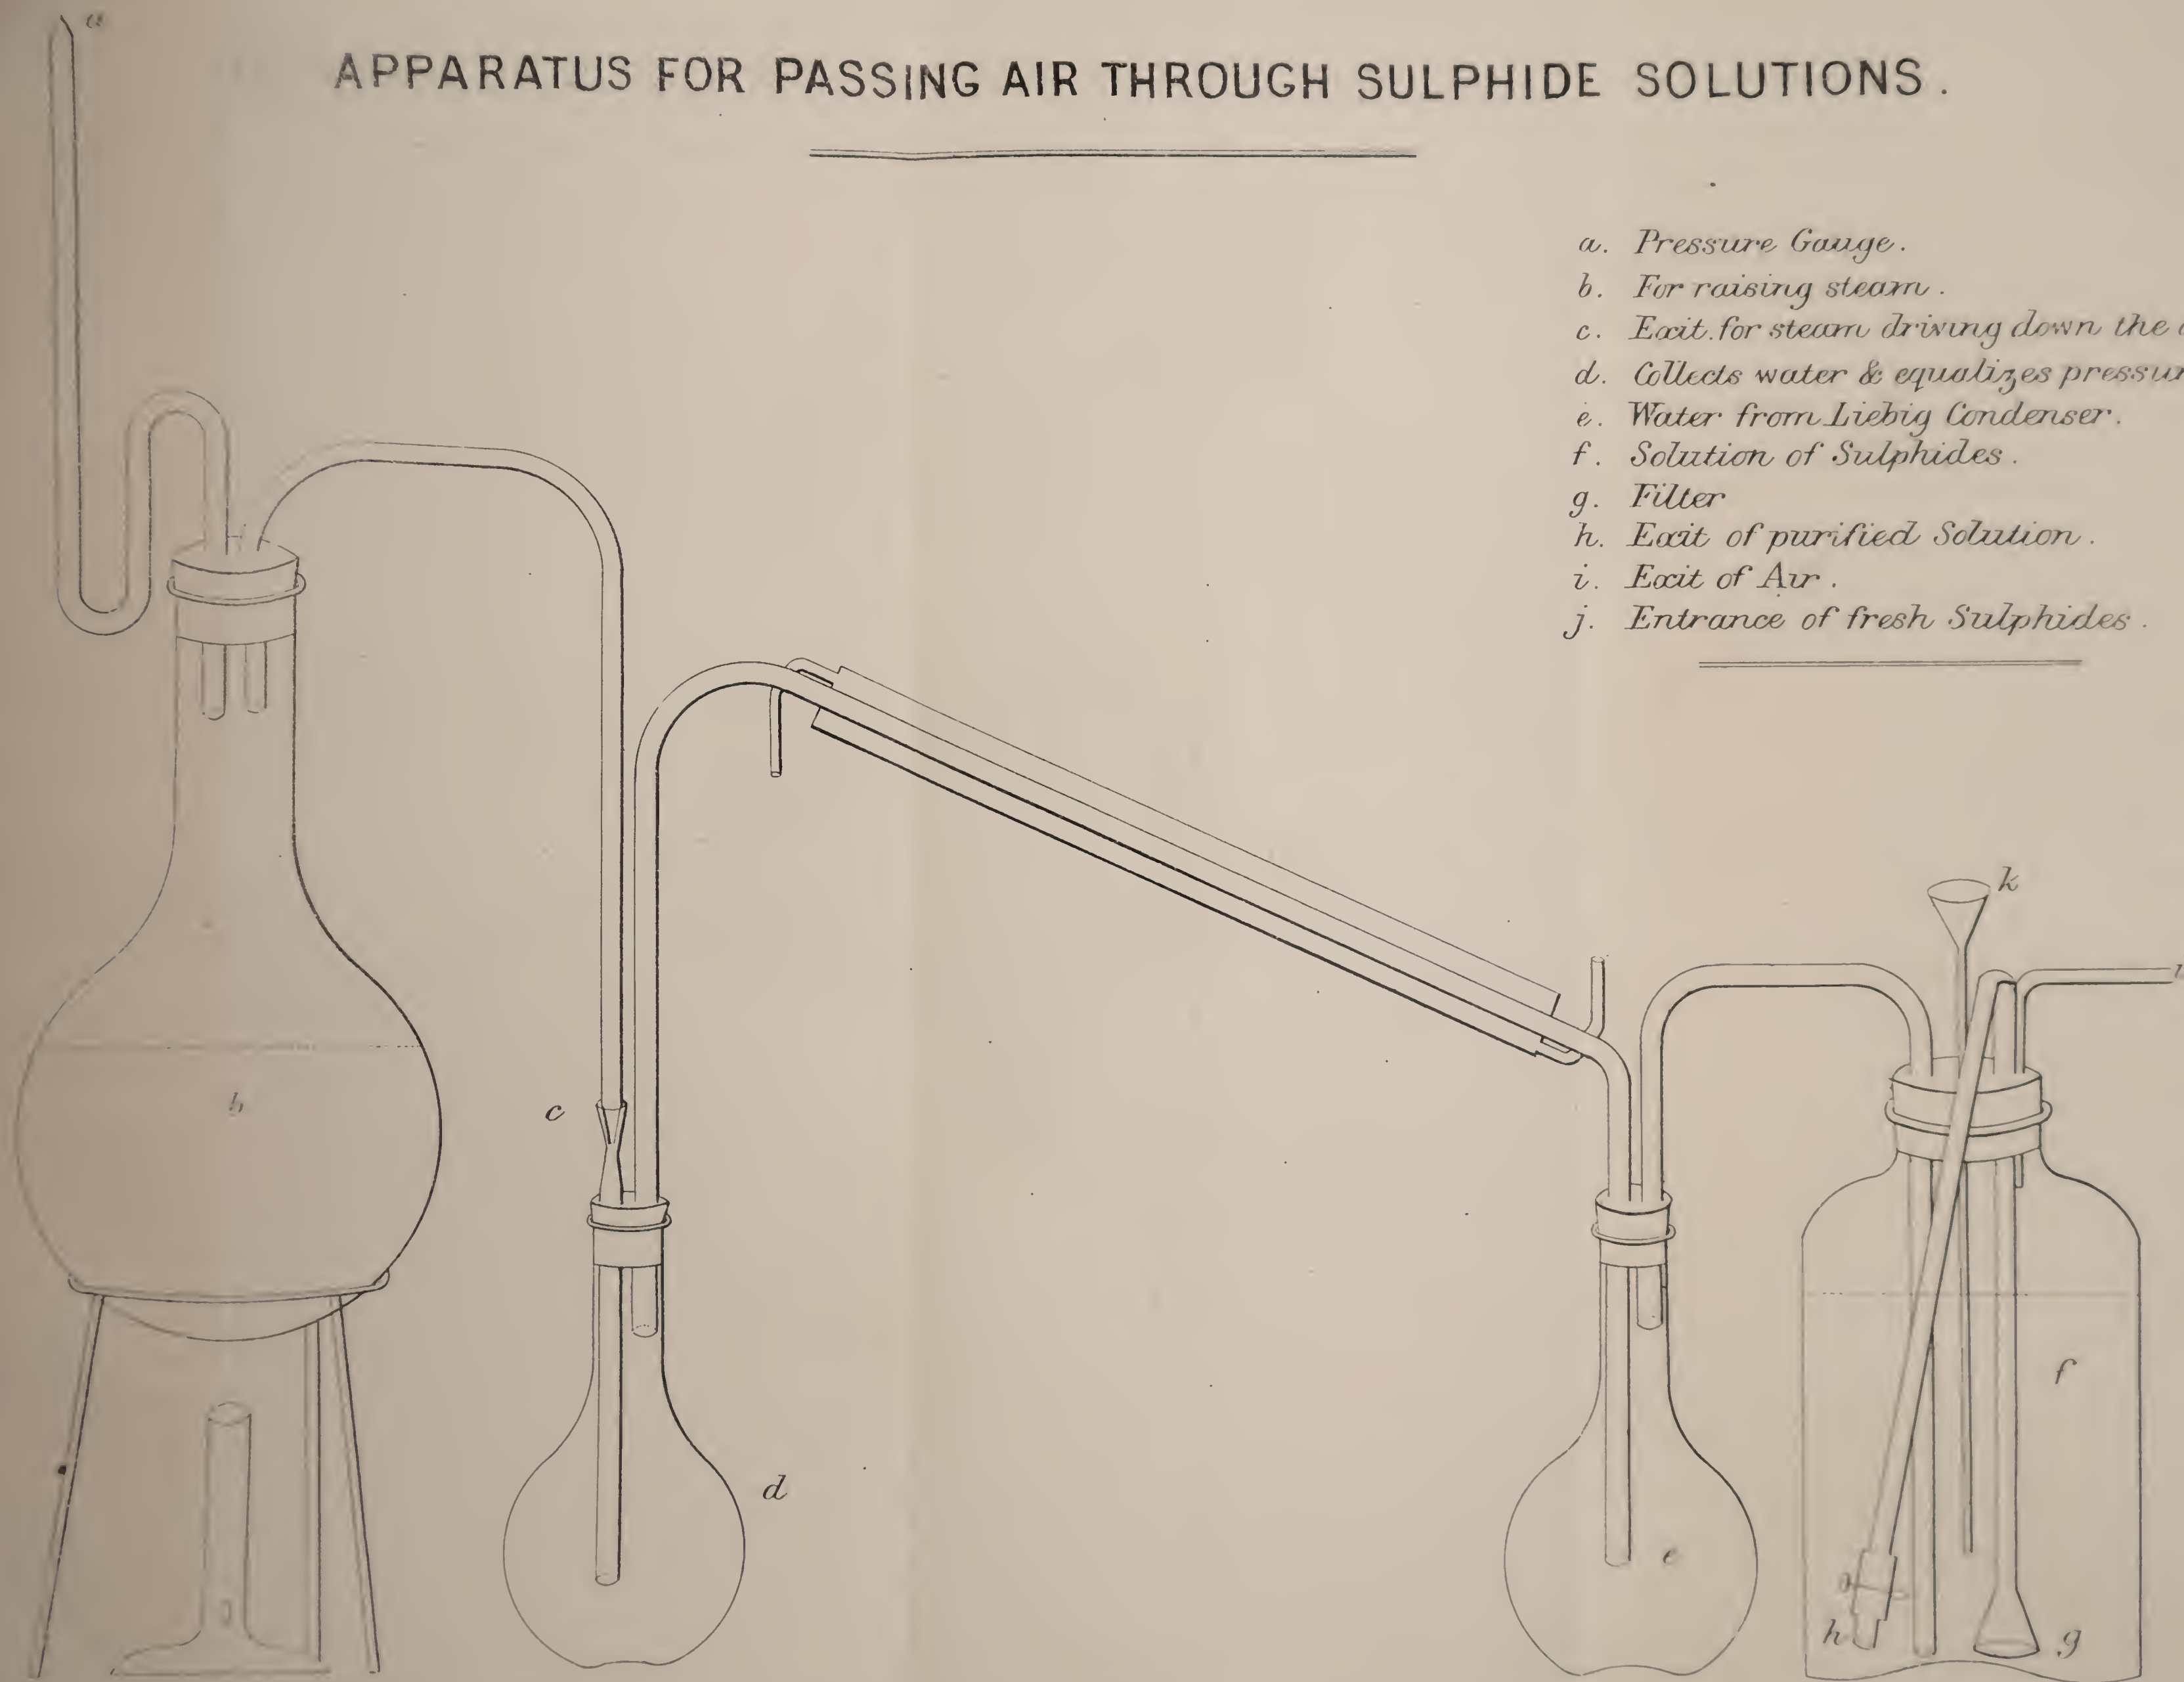 a
APPARATUS FOR PASSING AIR THROUGH SULPHIDE SOLUTIONS.
a. Pressure Gauge.
b. For raising steam.
c. Exit for steam driving down the
d. Collects water & equalizes
e. Water from Liebig Condenser.
f. Solution of Sulphides.
g. Filter
h. Exit of purified Solution.
i. Exit of Air.
j. Entrance of fresh Sulphides.
k
b
c
f
d
e
h
g